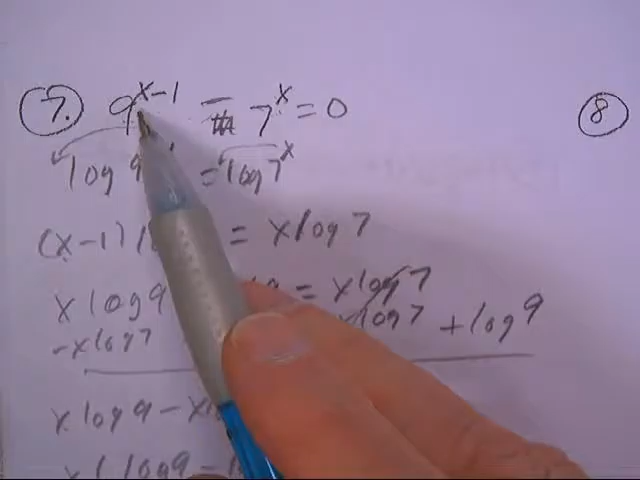 7. 9^(x-1) - 7^x = 0 8
log 9 = log 7^x
(x-1) = x log 7
x log 9 = x log 7
-x log 7 x log 7 + log 9
x log 9 - x
x ( log 9 -